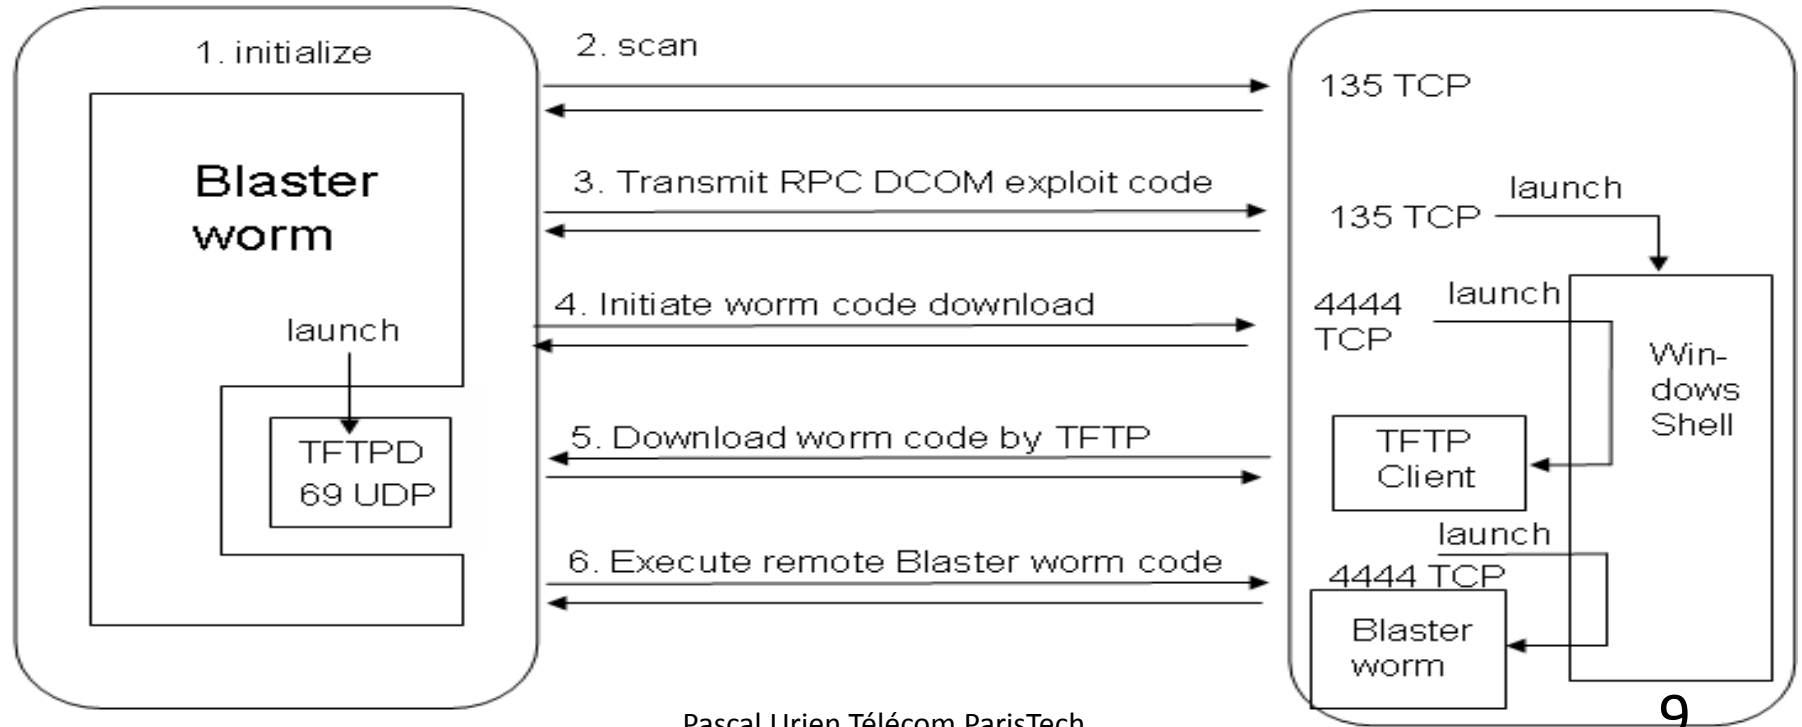 1. initialize
Blaster
worm
launch
TFTPD
69 UDP
2. scan
3. Transmit RPC DCOM exploit code
4. Initiate worm code download
5. Download worm code by TFTP
6. Execute remote Blaster worm code
135 TCP
launch
135 TCP
launch
4444
TCP
Win-
dows
Shell
TFTP
Client
launch
4444 TCP
Blaster
worm
Pascal Urien Télécom ParisTech
9